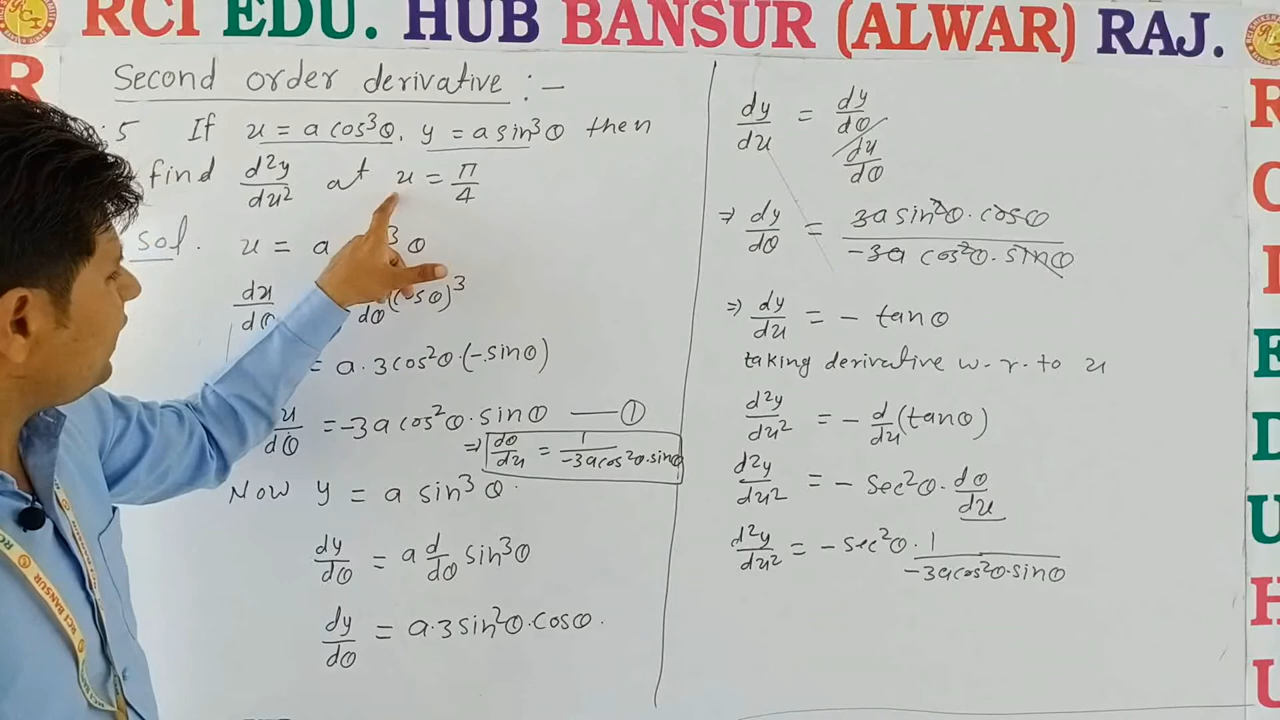 RCI EDU. HUB BANSUR (ALWAR) RAJ.
Second order derivative :-
5 If x = a cos³θ, y = a sin³θ then
find d²y/dx² at x = π/4
sol. x = a ³θ
dx/dθ d/dθ (cosθ)³
= a·3cos²θ·(-sinθ)
x/dθ = -3a cos²θ·sinθ —— ①
⇒ dθ/dx = 1/-3acos²θ·sinθ
Now y = a sin³θ.
dy/dθ = a d/dθ sin³θ
dy/dθ = a·3sin²θ·cosθ.
dy/dx = dy/dθ / dx/dθ
⇒ dy/dθ = 3a sin²θ·cosθ / -3a cos²θ·sinθ
⇒ dy/dx = - tanθ
taking derivative w.r.to x
d²y/dx² = - d/dx (tanθ)
d²y/dx² = - sec²θ· dθ/dx
d²y/dx² = - sec²θ· 1/-3acos²θ·sinθ
R
R
C
I
E
D
U
H
U
RCI BANSUR